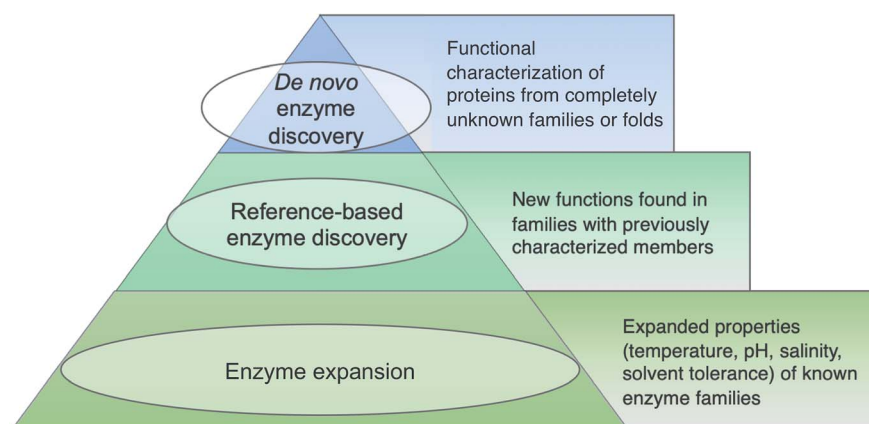 De novo
enzyme
discovery
Functional
characterization of
proteins from completely
unknown families or folds
Reference-based
enzyme discovery
New functions found in
families with previously
characterized members
Enzyme expansion
Expanded properties
(temperature, pH, salinity,
solvent tolerance) of known
enzyme families